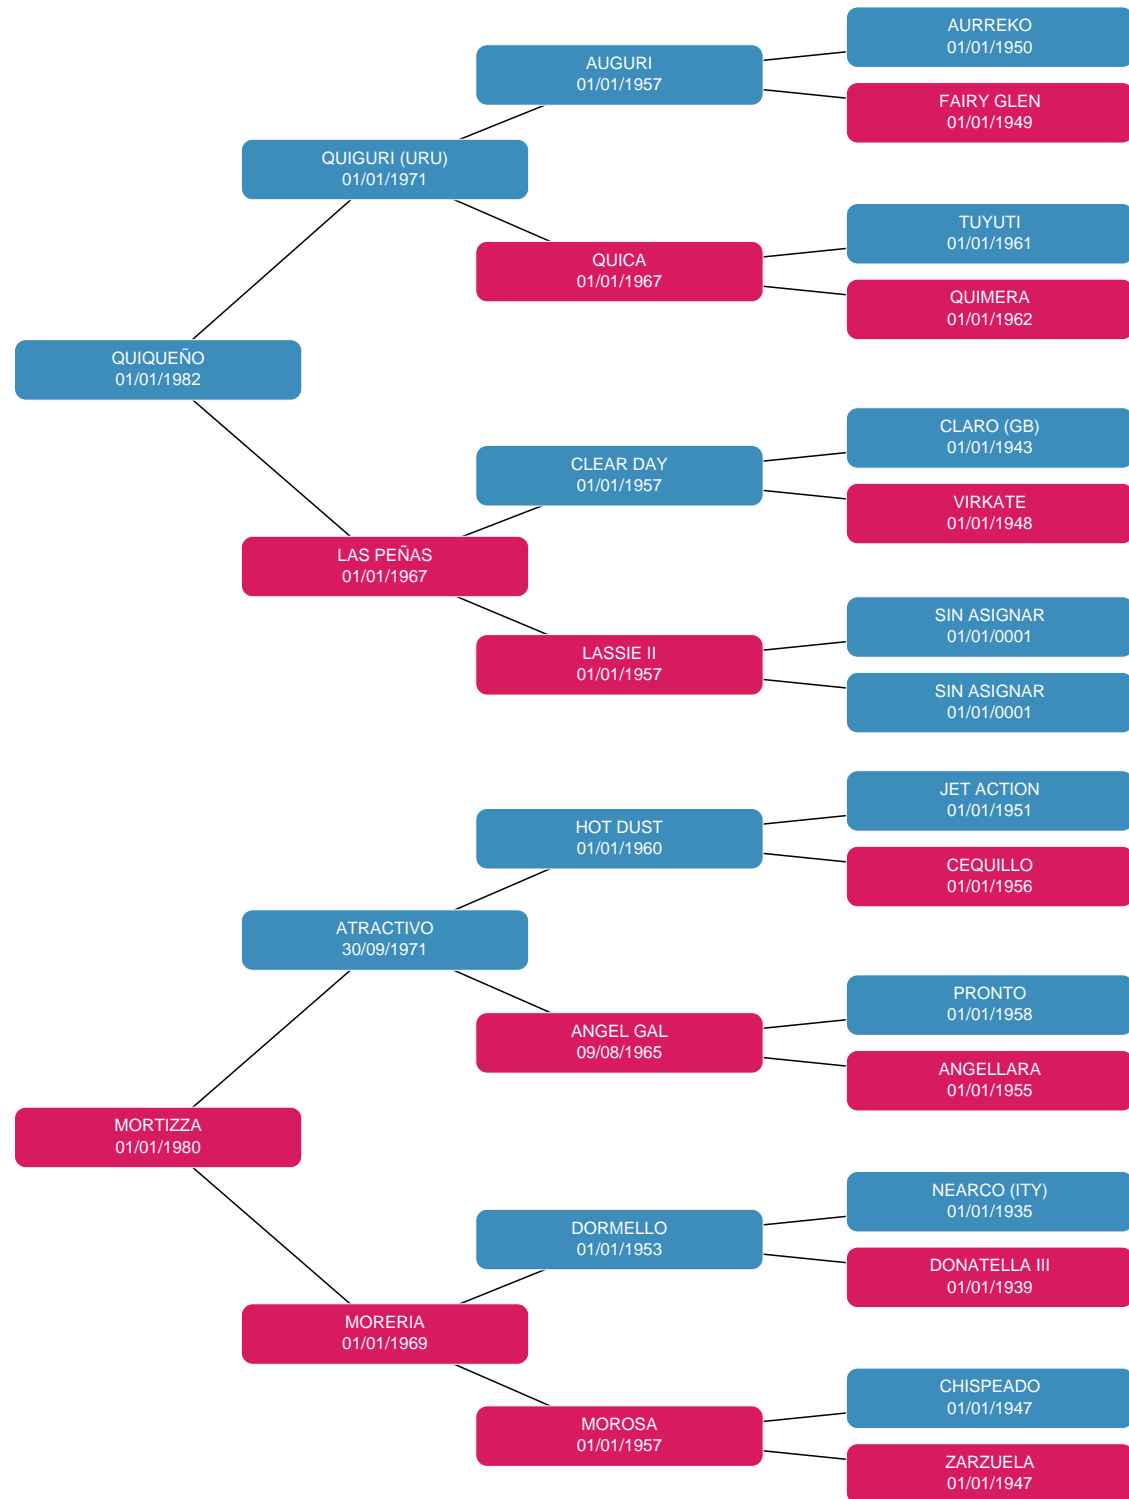 AURREKO
01/01/1950
AUGURI
01/01/1957
FAIRY GLEN
01/01/1949
QUIGURI (URU)
01/01/1971
TUYUTI
01/01/1961
QUICA
01/01/1967
QUIMERA
01/01/1962
QUIQUEÑO
01/01/1982
CLARO (GB)
01/01/1943
CLEAR DAY
01/01/1957
VIRKATE
01/01/1948
LAS PEÑAS
01/01/1967
SIN ASIGNAR
01/01/0001
LASSIE II
01/01/1957
SIN ASIGNAR
01/01/0001
JET ACTION
01/01/1951
HOT DUST
01/01/1960
CEQUILLO
01/01/1956
ATRACTIVO
30/09/1971
PRONTO
01/01/1958
ANGEL GAL
09/08/1965
ANGELLARA
01/01/1955
MORTIZZA
01/01/1980
NEARCO (ITY)
01/01/1935
DORMELLO
01/01/1953
DONATELLA III
01/01/1939
MORERIA
01/01/1969
CHISPEADO
01/01/1947
MOROSA
01/01/1957
ZARZUELA
01/01/1947